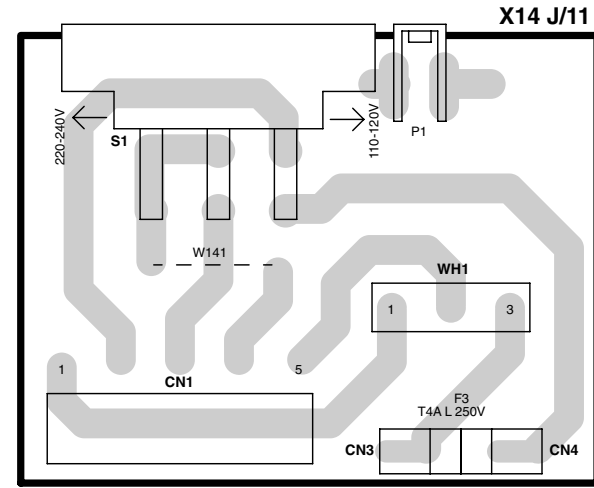 X14 J/11
220-240V
S1
110-120V
P1
W141
WH1
1 3
1 5
CN1
F3
T4A L 250V
CN3 CN4